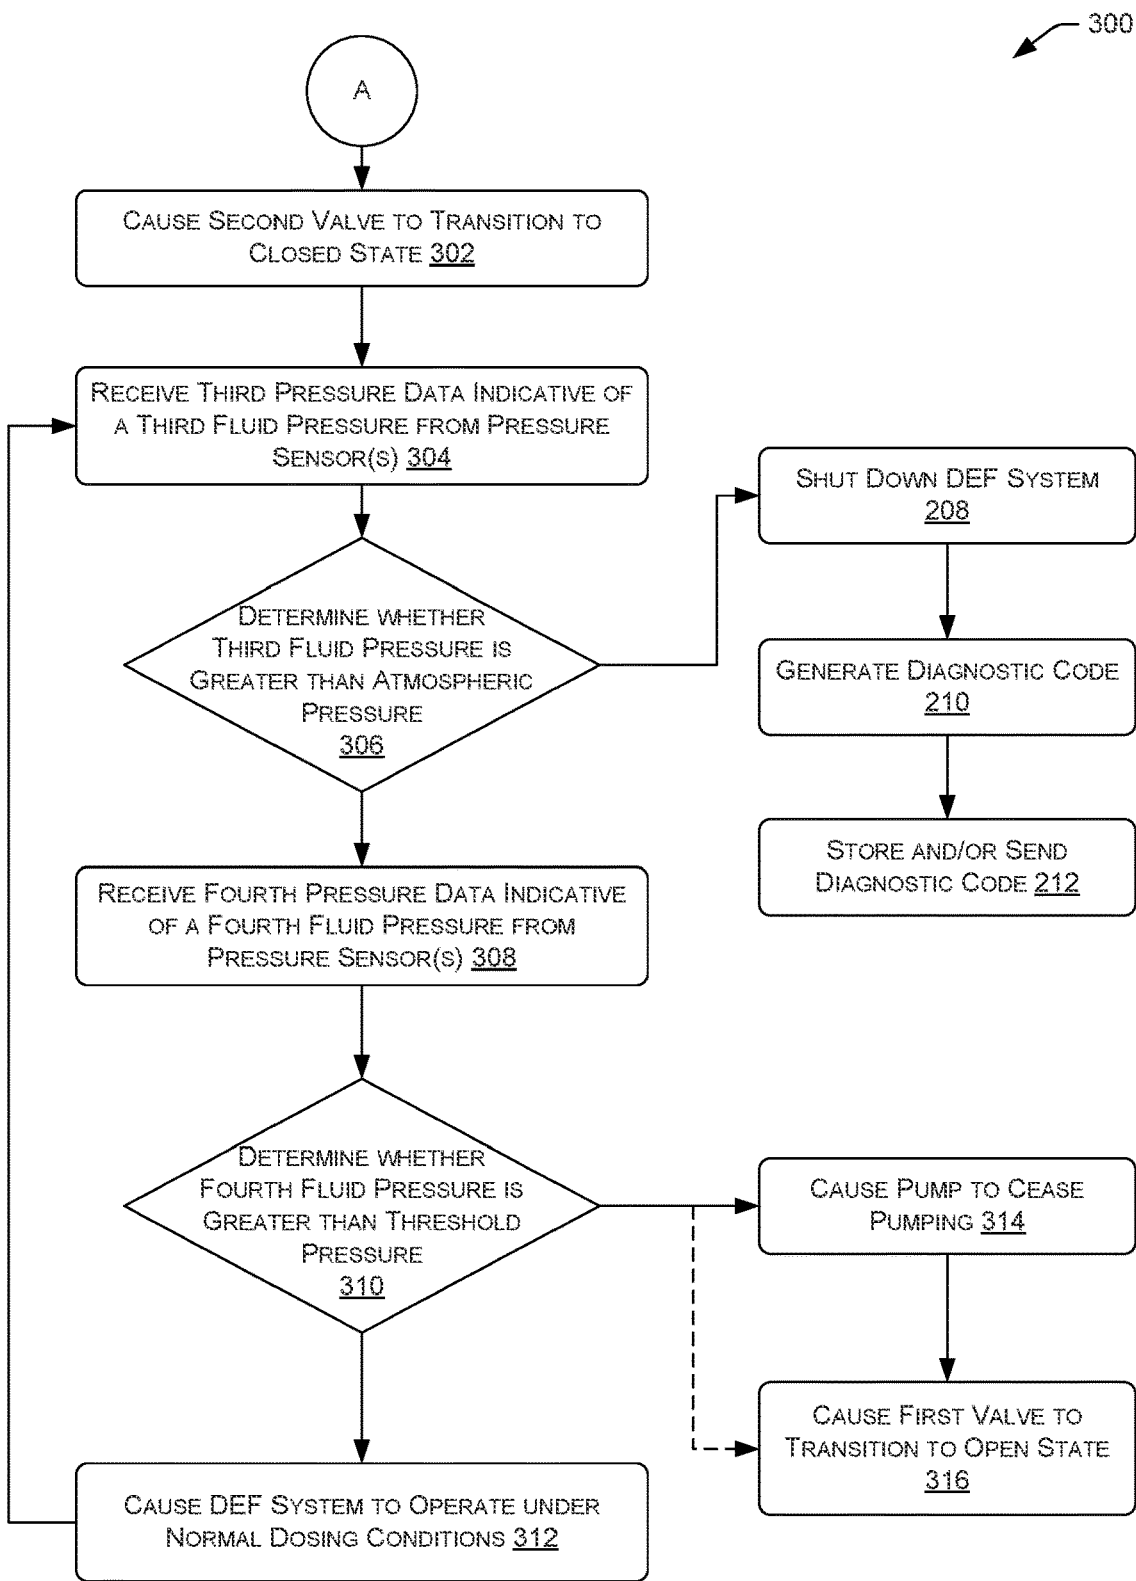 300
A
CAUSE SECOND VALVE TO TRANSITION TO
CLOSED STATE 302
RECEIVE THIRD PRESSURE DATA INDICATIVE OF
A THIRD FLUID PRESSURE FROM PRESSURE
SENSOR(S) 304
SHUT DOWN DEF SYSTEM
208
DETERMINE WHETHER
THIRD FLUID PRESSURE IS
GREATER THAN ATMOSPHERIC
PRESSURE
306
GENERATE DIAGNOSTIC CODE
210
STORE AND/OR SEND
DIAGNOSTIC CODE 212
RECEIVE FOURTH PRESSURE DATA INDICATIVE
OF A FOURTH FLUID PRESSURE FROM
PRESSURE SENSOR(S) 308
DETERMINE WHETHER
FOURTH FLUID PRESSURE IS
GREATER THAN THRESHOLD
PRESSURE
310
CAUSE PUMP TO CEASE
PUMPING 314
CAUSE FIRST VALVE TO
TRANSITION TO OPEN STATE
316
CAUSE DEF SYSTEM TO OPERATE UNDER
NORMAL DOSING CONDITIONS 312